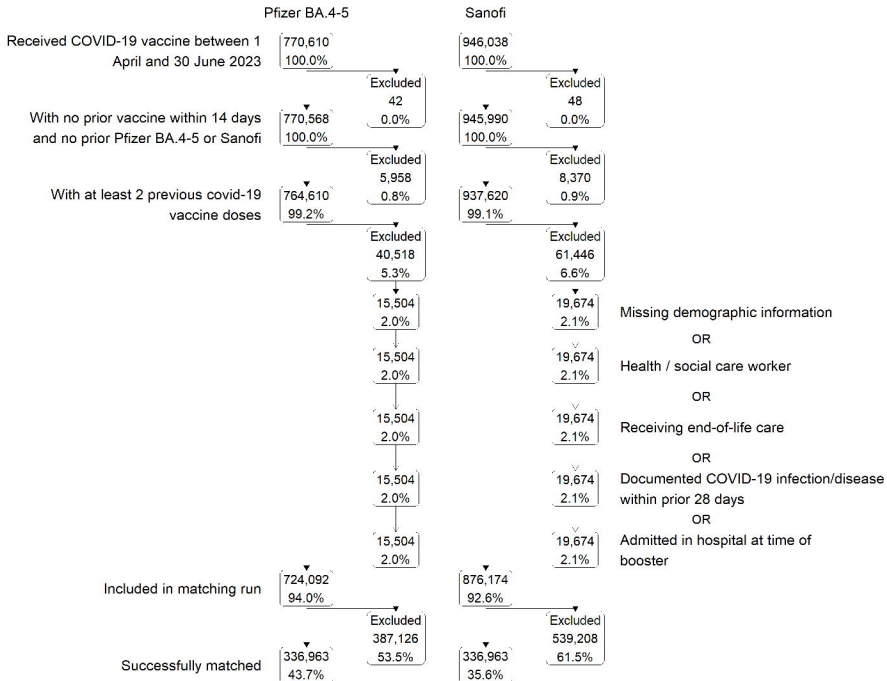 Pfizer BA.4-5 Sanofi
Received COVID-19 vaccine between 1 770,610 946,038
April and 30 June 2023 100.0% 100.0%
Excluded Excluded
42 48
With no prior vaccine within 14 days 770,568 0.0% 945,990 0.0%
and no prior Pfizer BA.4-5 or Sanofi 100.0% 100.0%
Excluded Excluded
5,958 8,370
With at least 2 previous covid-19 764,610 0.8% 937,620 0.9%
vaccine doses 99.2% 99.1%
Excluded Excluded
40,518 61,446
5.3% 6.6%
15,504 19,674 Missing demographic information
2.0% 2.1%
OR
15,504 19,674 Health / social care worker
2.0% 2.1%
OR
15,504 19,674 Receiving end-of-life care
2.0% 2.1%
OR
15,504 19,674 Documented COVID-19 infection/disease
2.0% 2.1% within prior 28 days
OR
15,504 19,674 Admitted in hospital at time of
2.0% 2.1% booster
Included in matching run 724,092 876,174
94.0% 92.6%
Excluded Excluded
387,126 539,208
Successfully matched 336,963 53.5% 336,963 61.5%
43.7% 35.6%